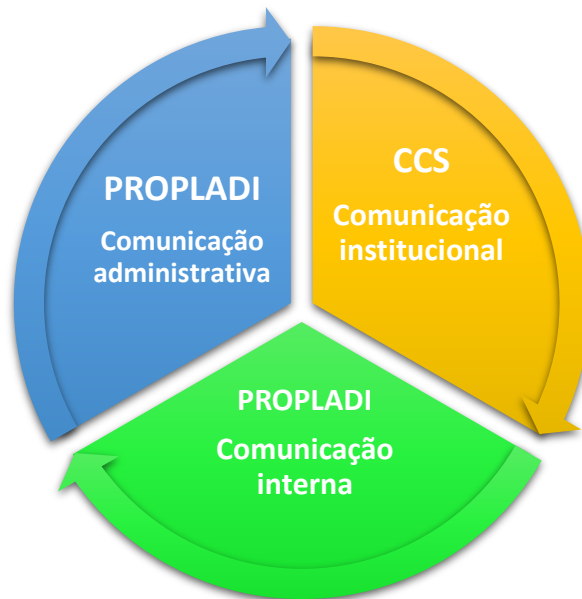 PROPLADI
Comunicação
administrativa
CCS
Comunicação
institucional
PROPLADI
Comunicação
interna